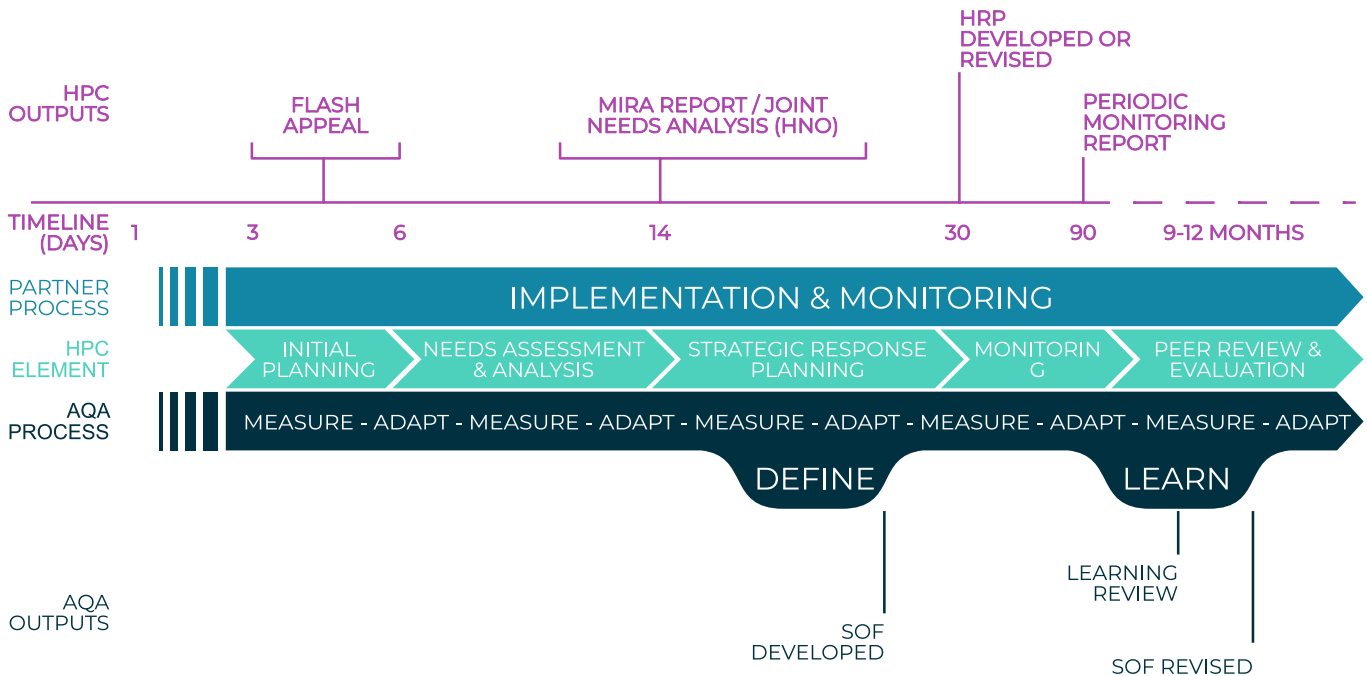 HPC
OUTPUTS
FLASH
APPEAL
MIRA REPORT / JOINT
NEEDS ANALYSIS (HNO)
HRP
DEVELOPED OR
REVISED
PERIODIC
MONITORING
REPORT
TIMELINE
(DAYS)
1
3
6
14
30
90
9-12 MONTHS
PARTNER
PROCESS
IMPLEMENTATION & MONITORING
HPC
ELEMENT
INITIAL
PLANNING
NEEDS ASSESSMENT
& ANALYSIS
STRATEGIC RESPONSE
PLANNING
MONITORIN
G
PEER REVIEW &
EVALUATION
AQA
PROCESS
MEASURE - ADAPT - MEASURE - ADAPT - MEASURE - ADAPT - MEASURE - ADAPT - MEASURE - ADAPT
DEFINE
LEARN
AQA
OUTPUTS
SOF
DEVELOPED
LEARNING
REVIEW
SOF REVISED